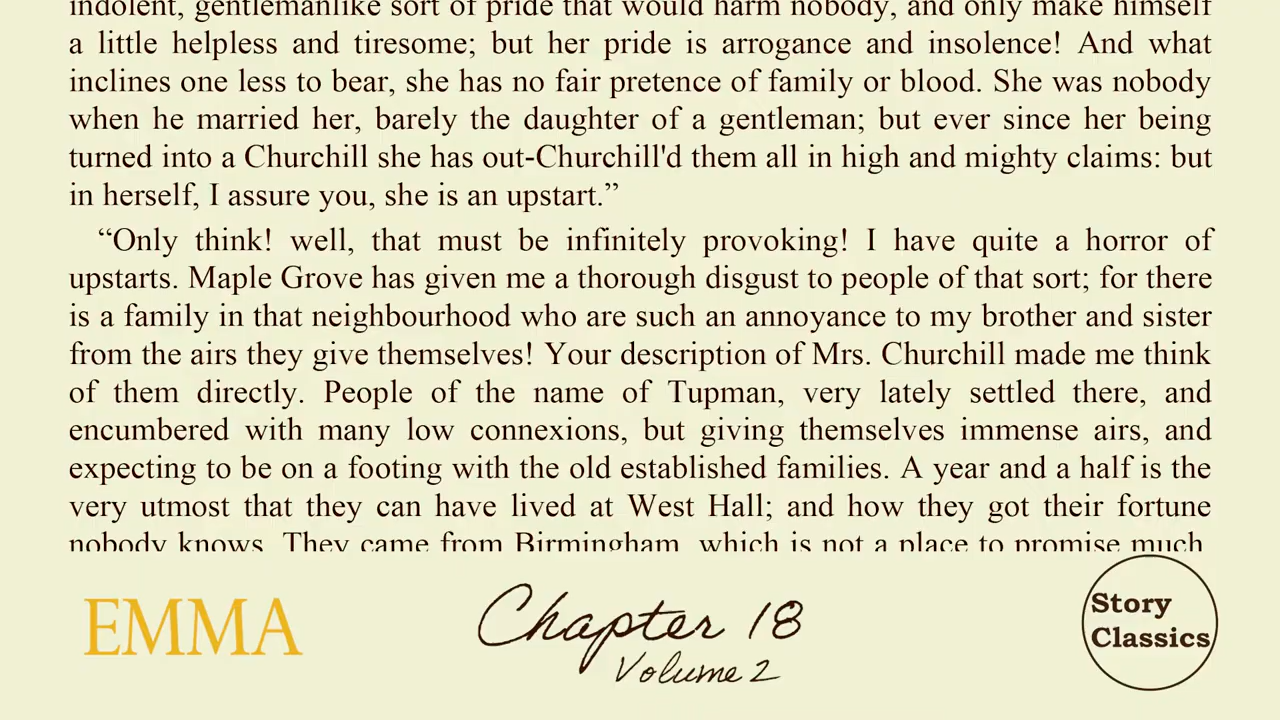 indolent, gentlemanlike sort of pride that would harm nobody, and only make himself
a little helpless and tiresome; but her pride is arrogance and insolence! And what
inclines one less to bear, she has no fair pretence of family or blood. She was nobody
when he married her, barely the daughter of a gentleman; but ever since her being
turned into a Churchill she has out-Churchill'd them all in high and mighty claims: but
in herself, I assure you, she is an upstart.”
“Only think! well, that must be infinitely provoking! I have quite a horror of
upstarts. Maple Grove has given me a thorough disgust to people of that sort; for there
is a family in that neighbourhood who are such an annoyance to my brother and sister
from the airs they give themselves! Your description of Mrs. Churchill made me think
of them directly. People of the name of Tupman, very lately settled there, and
encumbered with many low connexions, but giving themselves immense airs, and
expecting to be on a footing with the old established families. A year and a half is the
very utmost that they can have lived at West Hall; and how they got their fortune
nobody knows. They came from Birmingham, which is not a place to promise much,
EMMA
Chapter 18
Volume 2
Story
Classics